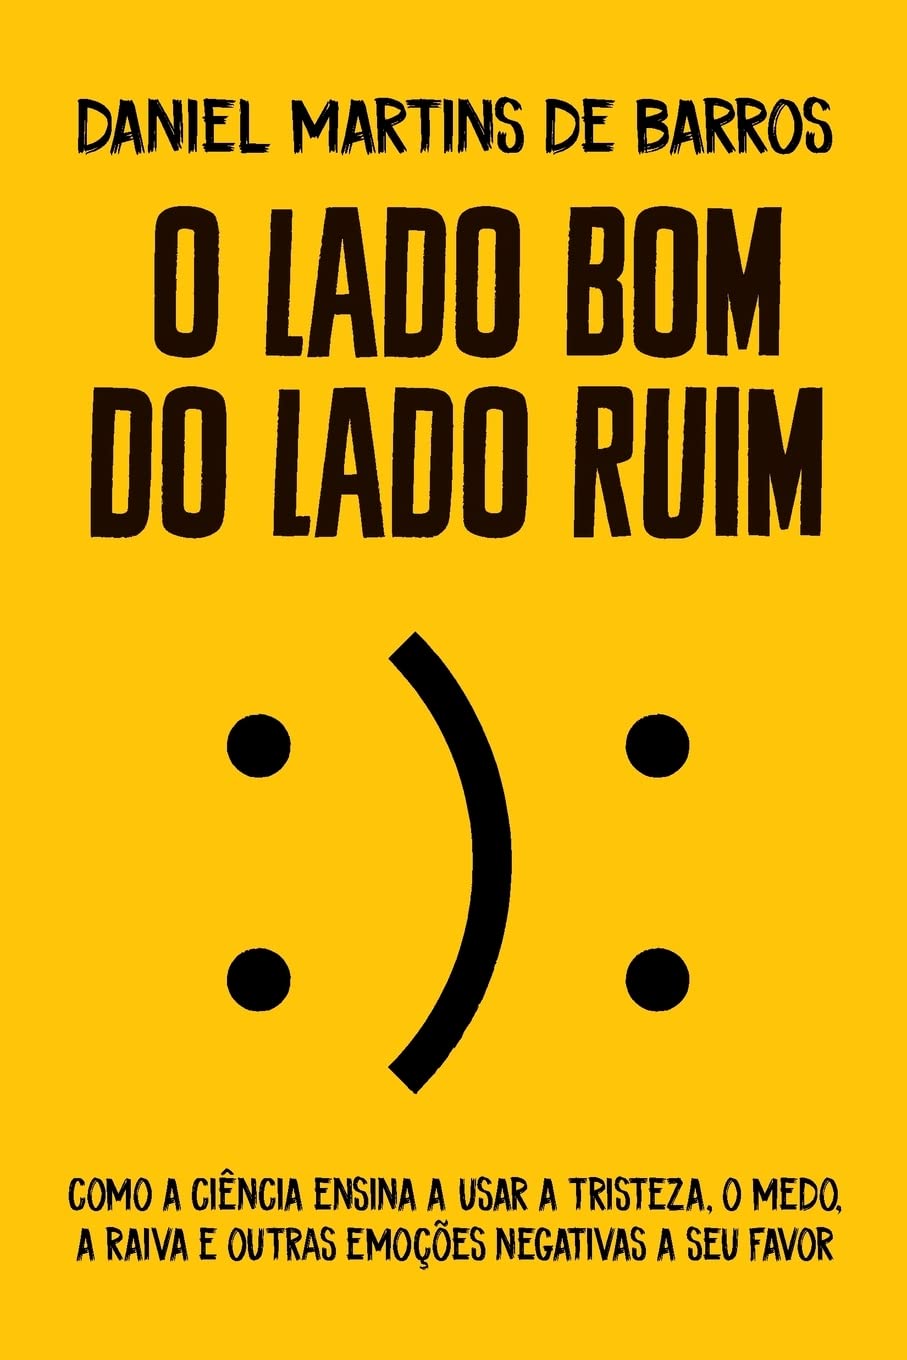 DANIEL MARTINS DE BARROS
O LADO BOM
DO LADO RUIM
:):
COMO A CIÊNCIA ENSINA A USAR A TRISTEZA, O MEDO,
A RAIVA E OUTRAS EMOÇÕES NEGATIVAS A SEU FAVOR